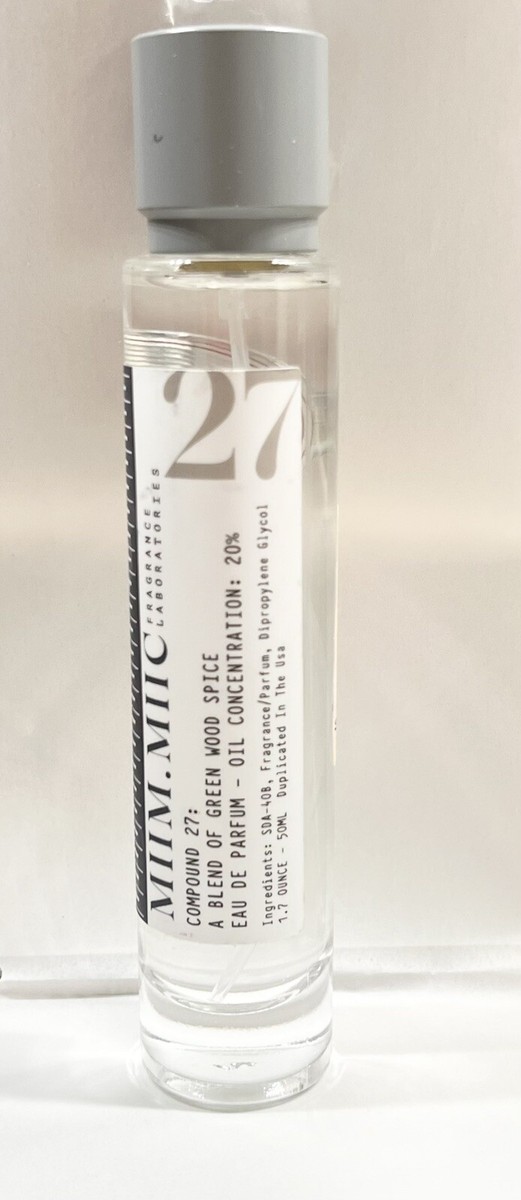 27
MIIM.MIIC
FRAGRANCE
LABORATORIES
COMPOUND 27:
A BLEND OF GREEN WOOD SPICE
EAU DE PARFUM - OIL CONCENTRATION: 20%
Ingredients: SDA-40B, Fragrance/Parfum, Dipropylene Glycol
1.7 OUNCE - 50ML Duplicated In The Usa